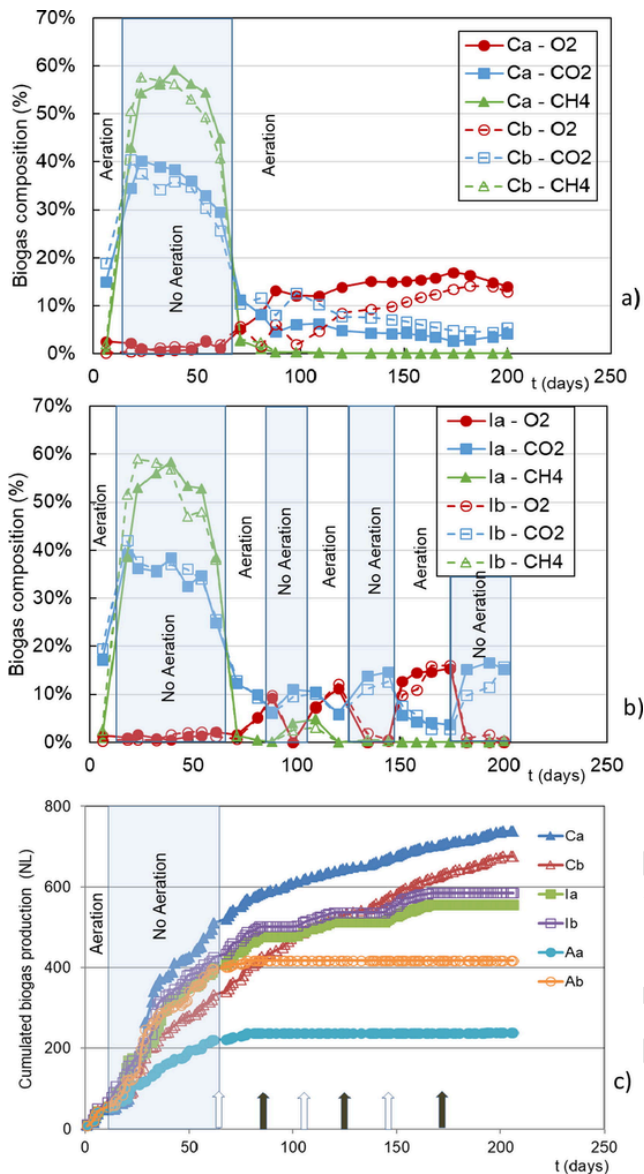 70%
60%
50%
40%
30%
20%
10%
0%
Biogas composition (%)
Aeration
No Aeration
Aeration
Ca - O2
Ca - CO2
Ca - CH4
Cb - O2
Cb - CO2
Cb - CH4
a)
0
50
100
150
200
250
t (days)
70%
60%
50%
40%
30%
20%
10%
0%
Biogas composition (%)
Aeration
No Aeration
Aeration
No Aeration
Aeration
No Aeration
Aeration
No Aeration
Ia - O2
Ia - CO2
Ia - CH4
Ib - O2
Ib - CO2
Ib - CH4
b)
t (days)
0
50
100
150
200
250
800
600
400
200
0
Cumulated biogas production (NL)
Aeration
No Aeration
Ca
Cb
Ia
Ib
Aa
Ab
c)
0
50
100
150
200
250
t (days)